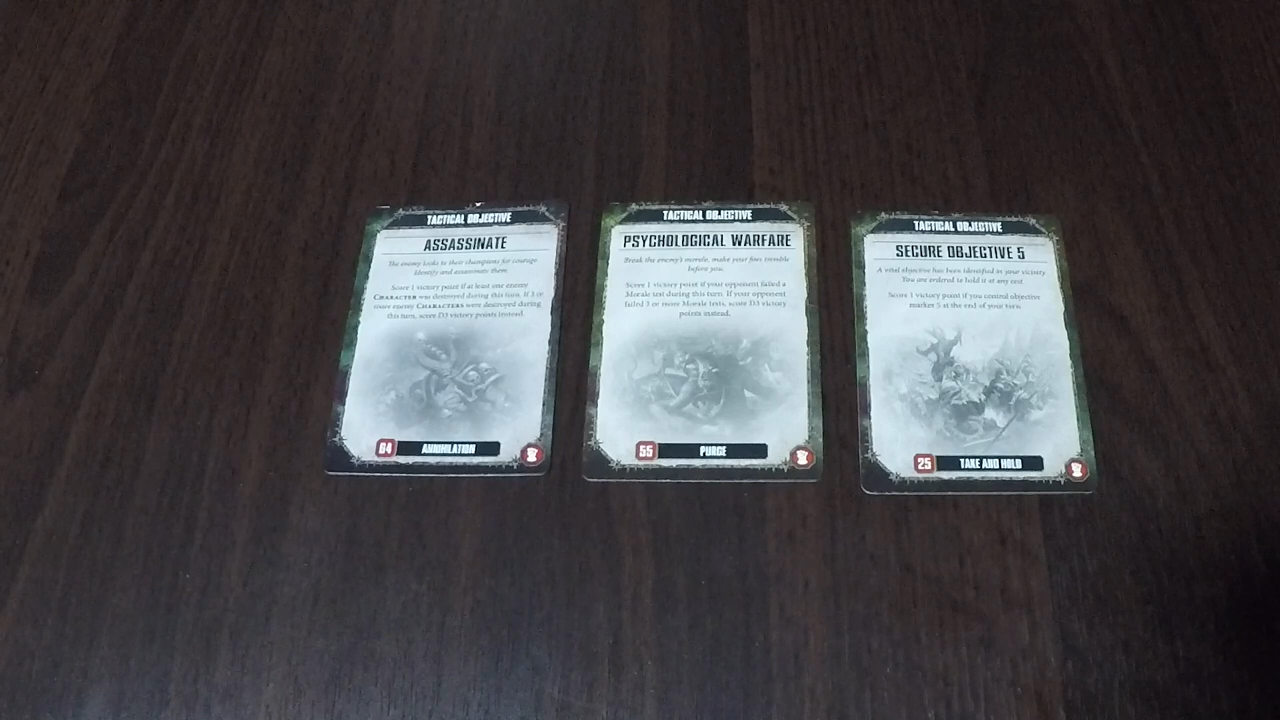 TACTICAL OBJECTIVE
ASSASSINATE
The enemy looks to their champions for courage
Identify and assassinate them.
Score 1 victory point if at least one enemy
CHARACTER was destroyed during this turn. If 3 or
more enemy CHARACTERS were destroyed during
this turn, score D3 victory points instead.
64
ANNIHILATION
TACTICAL OBJECTIVE
PSYCHOLOGICAL WARFARE
Break the enemy's morale, make your foes tremble
before you.
Score 1 victory point if your opponent failed a
Morale test during this turn. If your opponent
failed 3 or more Morale tests, score D3 victory
points instead.
55
PURGE
TACTICAL OBJECTIVE
SECURE OBJECTIVE 5
A vital objective has been identified in your vicinity
You are ordered to hold it at any cost.
Score 1 victory point if you control objective
marker 5 at the end of your turn.
25
TAKE AND HOLD